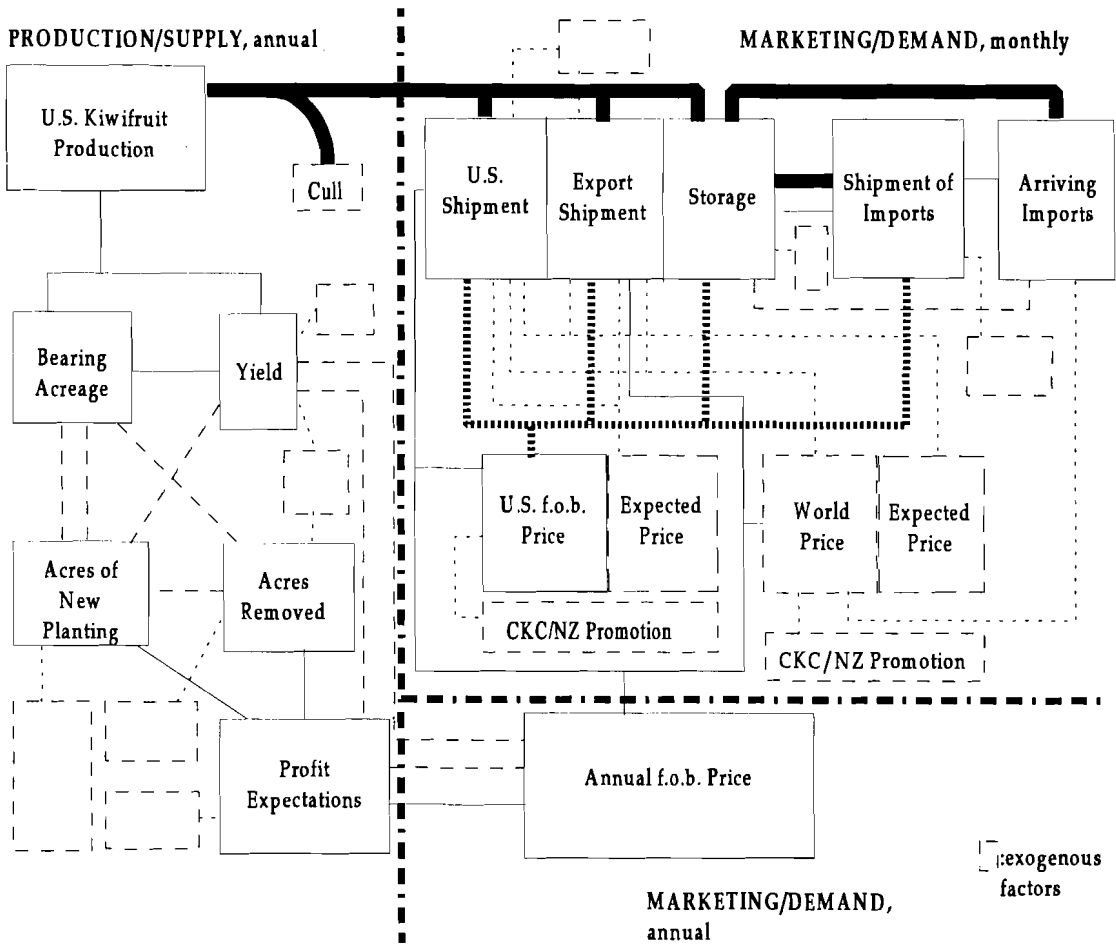 PRODUCTION/SUPPLY, annual
MARKETING/DEMAND, monthly
U.S. Kiwifruit
Production
Cull
U.S.
Shipment
Export
Shipment
Storage
Shipment of
Imports
Arriving
Imports
Bearing
Acreage
Yield
U.S. f.o.b.
Price
Expected
Price
World
Price
Expected
Price
Acres of
New
Planting
Acres
Removed
CKC/NZ Promotion
CKC/NZ Promotion
Profit
Expectations
Annual f.o.b. Price
:exogenous
factors
MARKETING/DEMAND,
annual